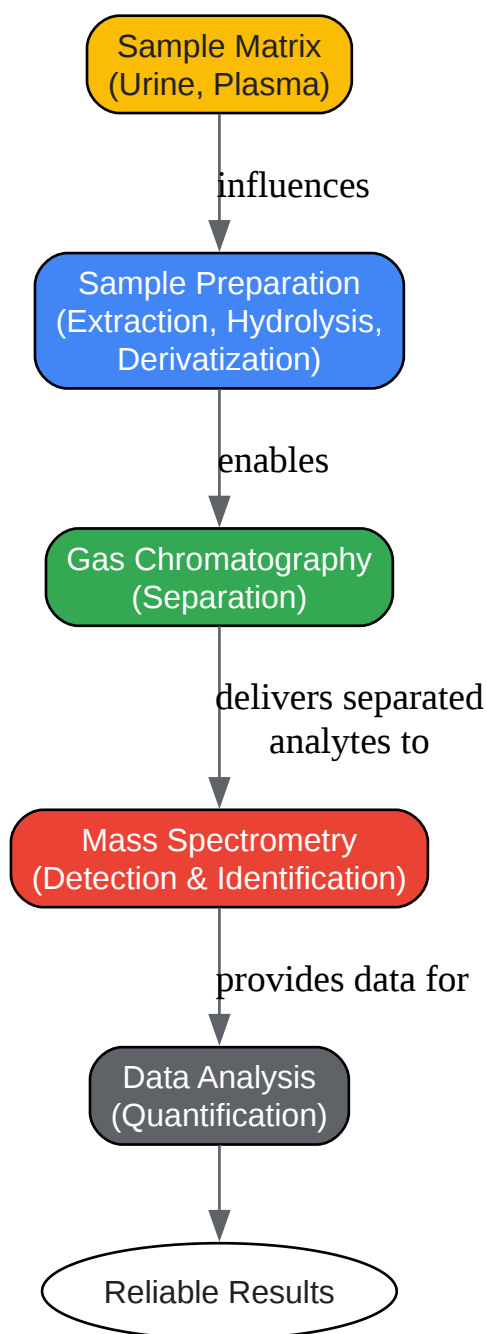 Sample Matrix
(Urine, Plasma)
influences
Sample Preparation
(Extraction, Hydrolysis,
Derivatization)
enables
Gas Chromatography
(Separation)
delivers separated
analytes to
Mass Spectrometry
(Detection & Identification)
provides data for
Data Analysis
(Quantification)
Reliable Results